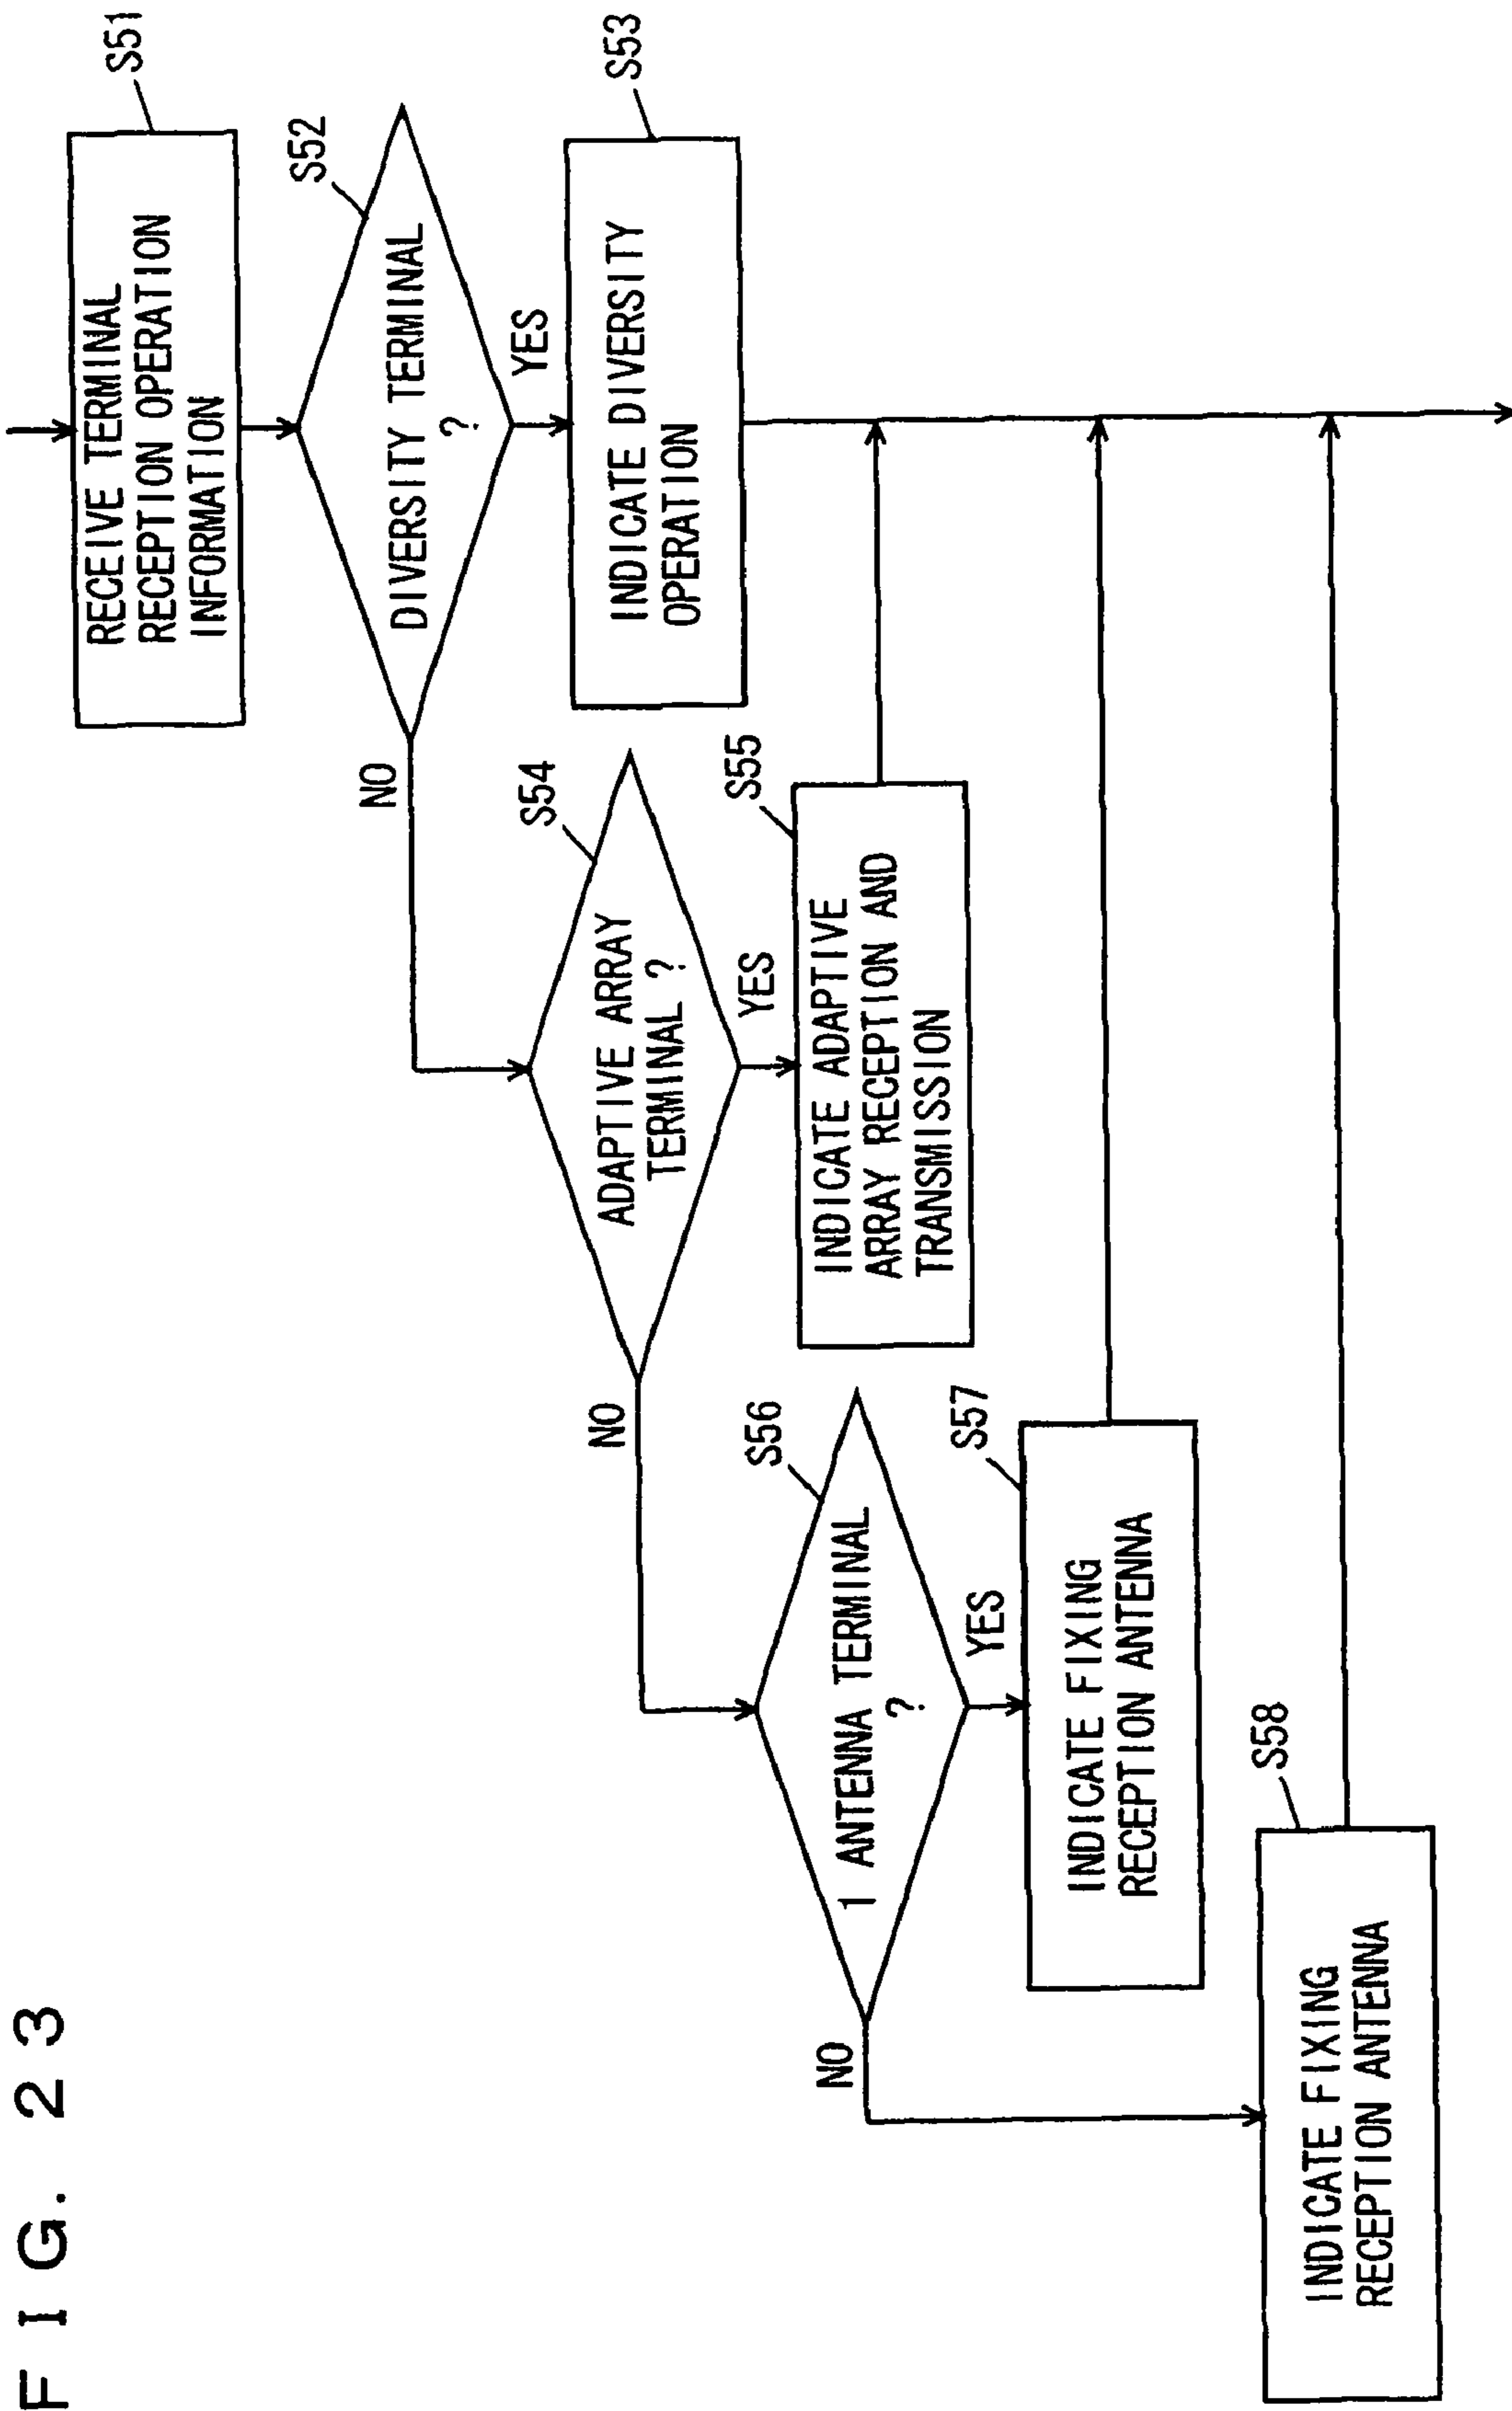 FIG. 23
S51
RECEIVE TERMINAL
RECEPTION OPERATION
INFORMATION
S52
DIVERSITY TERMINAL
?
YES
NO
S53
INDICATE DIVERSITY
OPERATION
S54
ADAPTIVE ARRAY
TERMINAL ?
YES
NO
S55
INDICATE ADAPTIVE
ARRAY RECEPTION AND
TRANSMISSION
S56
1 ANTENNA TERMINAL
?
YES
NO
S57
INDICATE FIXING
RECEPTION ANTENNA
S58
INDICATE FIXING
RECEPTION ANTENNA